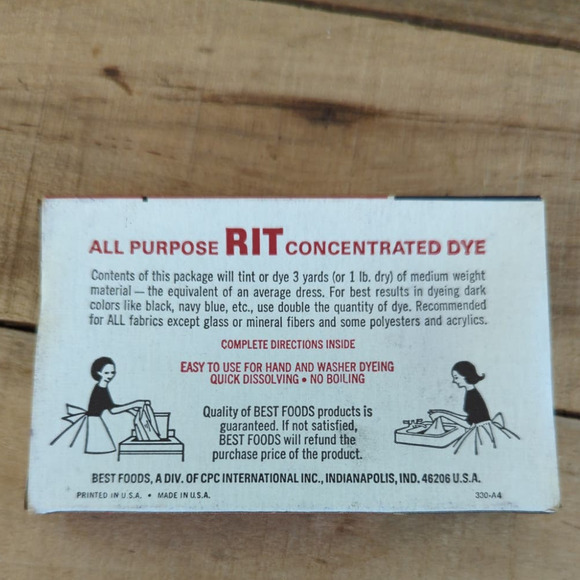 ALL PURPOSE RIT CONCENTRATED DYE
Contents of this package will tint or dye 3 yards (or 1 lb. dry) of medium weight
material — the equivalent of an average dress. For best results in dyeing dark
colors like black, navy blue, etc., use double the quantity of dye. Recommended
for ALL fabrics except glass or mineral fibers and some polyesters and acrylics.
COMPLETE DIRECTIONS INSIDE
EASY TO USE FOR HAND AND WASHER DYEING
QUICK DISSOLVING • NO BOILING
Quality of BEST FOODS products is
guaranteed. If not satisfied,
BEST FOODS will refund the
purchase price of the product.
BEST FOODS, A DIV. OF CPC INTERNATIONAL INC., INDIANAPOLIS, IND. 46206 U.S.A.
PRINTED IN U.S.A. • MADE IN U.S.A. 330-A4